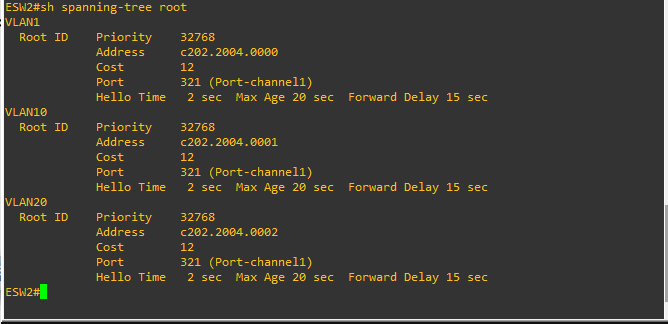 ESW2#sh spanning-tree root
VLAN1
  Root ID    Priority    32768
             Address     c202.2004.0000
             Cost        12
             Port        321 (Port-channel1)
             Hello Time   2 sec  Max Age 20 sec  Forward Delay 15 sec
VLAN10
  Root ID    Priority    32768
             Address     c202.2004.0001
             Cost        12
             Port        321 (Port-channel1)
             Hello Time   2 sec  Max Age 20 sec  Forward Delay 15 sec
VLAN20
  Root ID    Priority    32768
             Address     c202.2004.0002
             Cost        12
             Port        321 (Port-channel1)
             Hello Time   2 sec  Max Age 20 sec  Forward Delay 15 sec
ESW2#